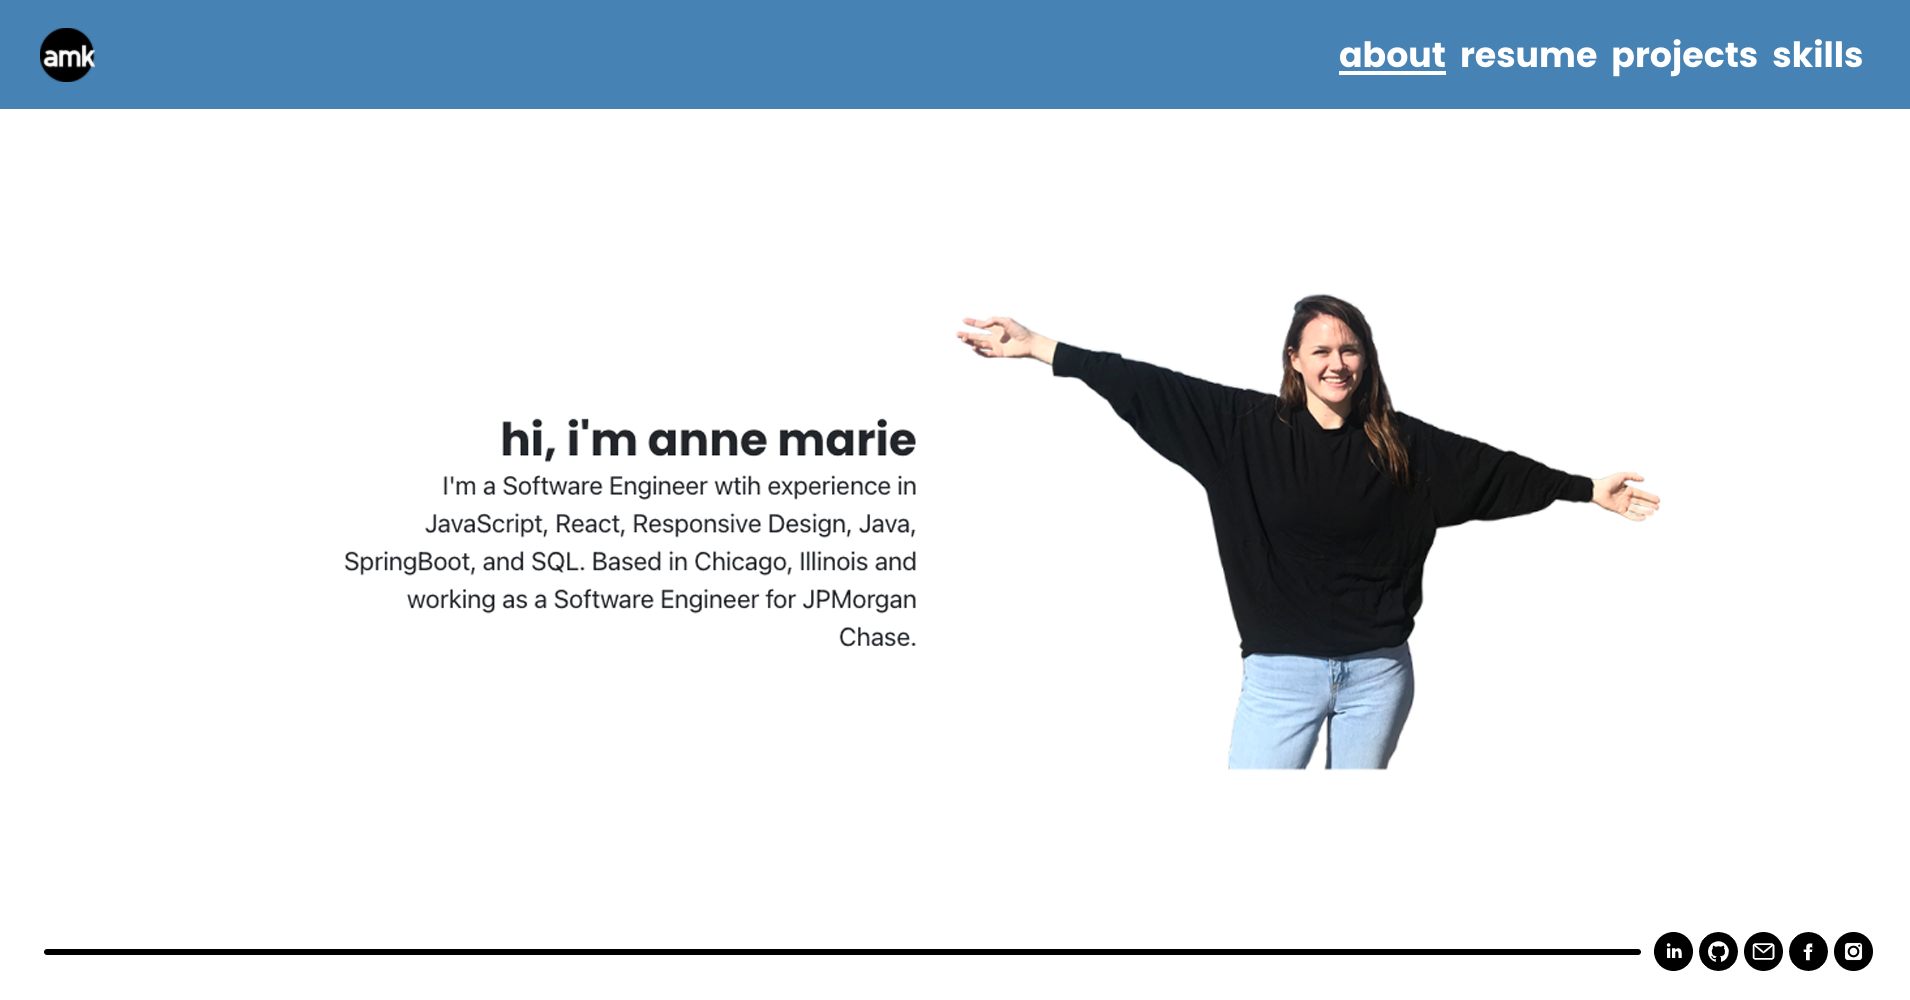 amk
about resume projects skills
hi, i'm anne marie
I'm a Software Engineer wtih experience in
JavaScript, React, Responsive Design, Java,
SpringBoot, and SQL. Based in Chicago, Illinois and
working as a Software Engineer for JPMorgan
Chase.
in f